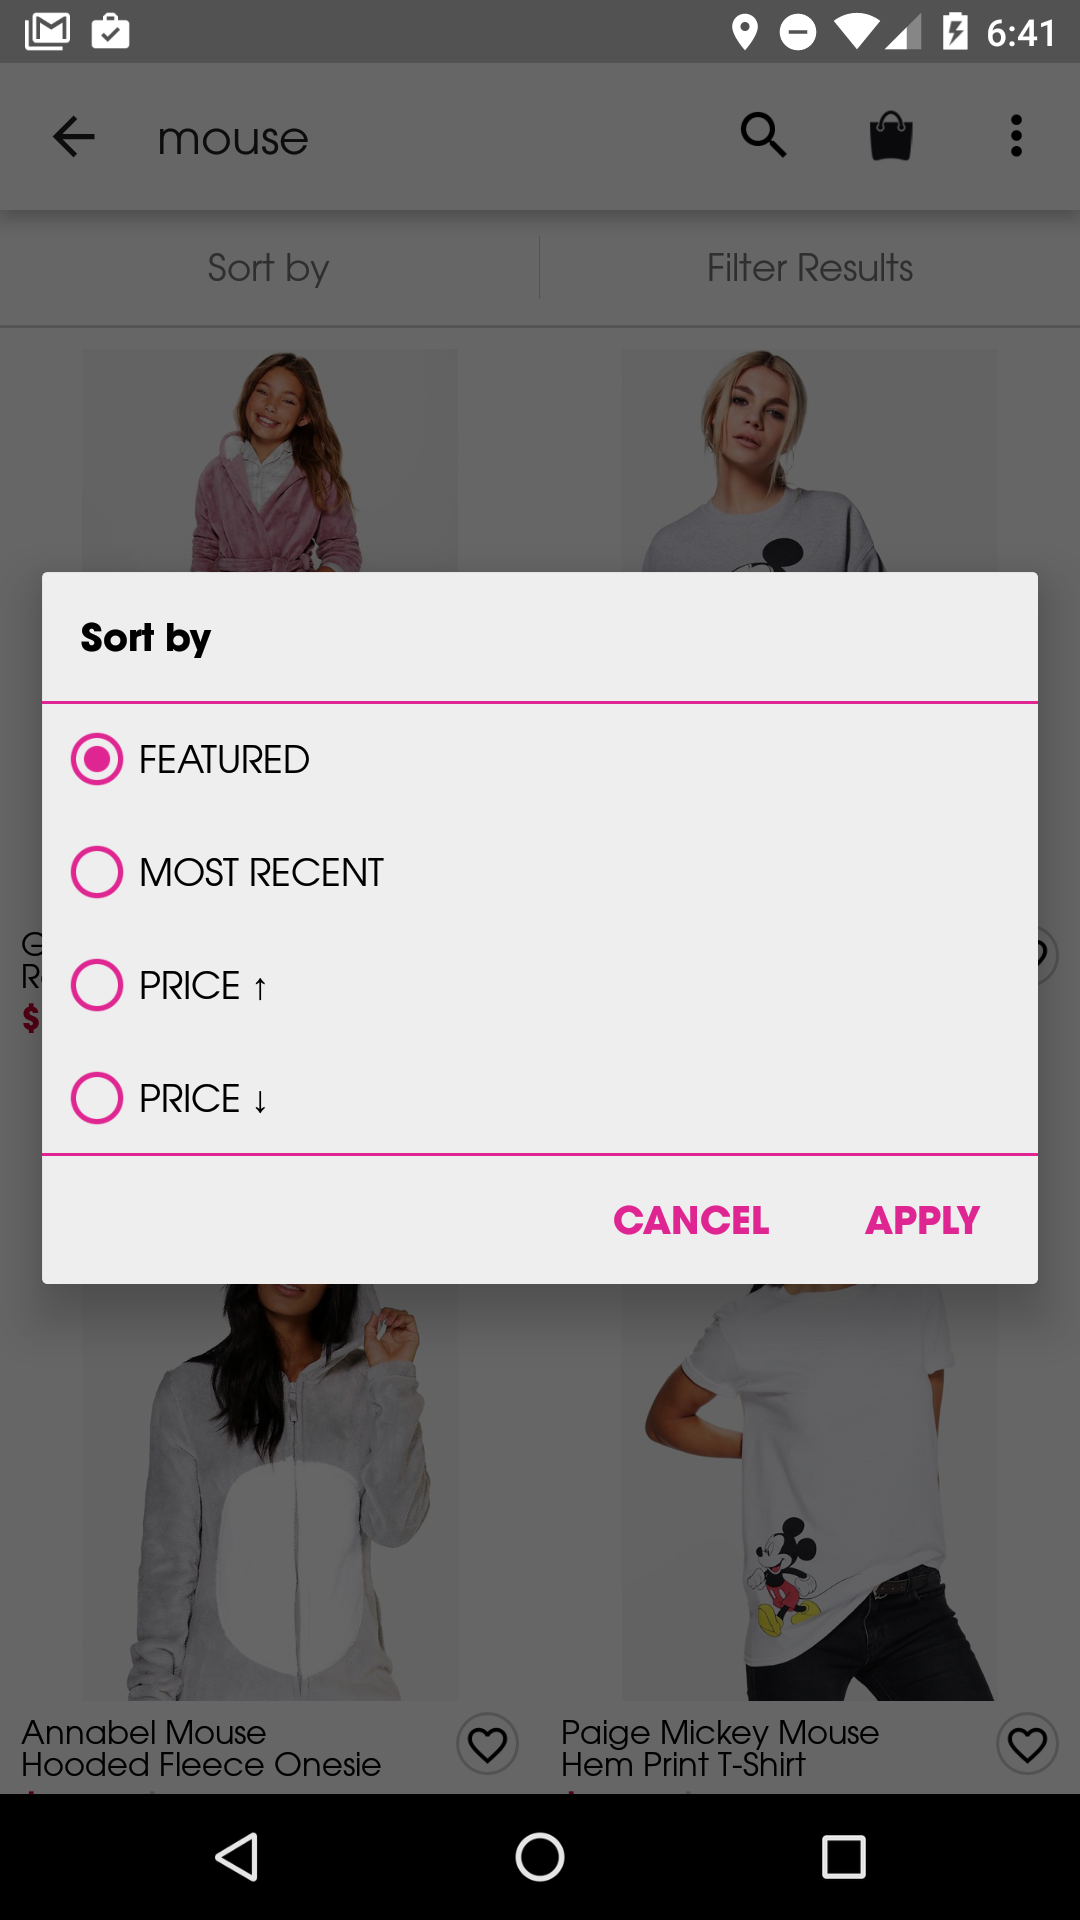 6:41
mouse
Sort by
Filter Results
Sort by
FEATURED
MOST RECENT
PRICE ↑
PRICE ↓
$
CANCEL
APPLY
Annabel Mouse
Hooded Fleece Onesie
Paige Mickey Mouse
Hem Print T-Shirt